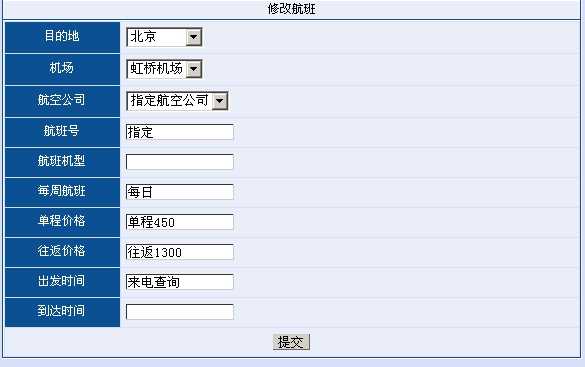 修改航班
目的地 北京
机场 虹桥机场
航空公司 指定航空公司
航班号 指定
航班机型
每周航班 每日
单程价格 单程450
往返价格 往返1300
出发时间 来电查询
到达时间
提交